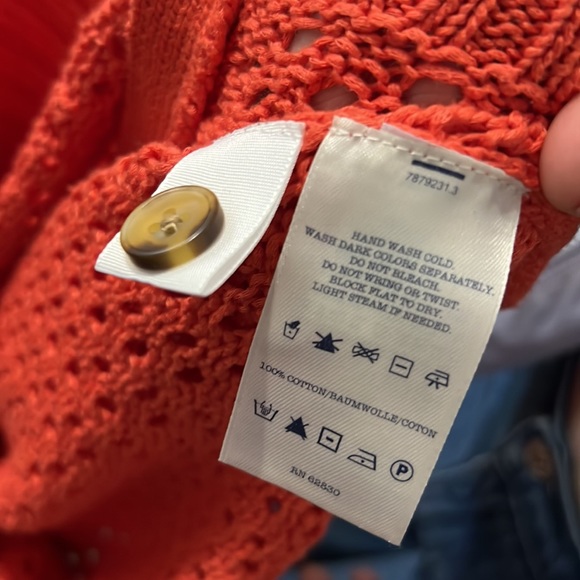 7879231.3
HAND WASH COLD.
WASH DARK COLORS SEPARATELY.
DO NOT BLEACH.
DO NOT WRING OR TWIST.
BLOCK FLAT TO DRY.
LIGHT STEAM IF NEEDED.
100% COTTON/BAUMWOLLE/COTON
P
RN 62830